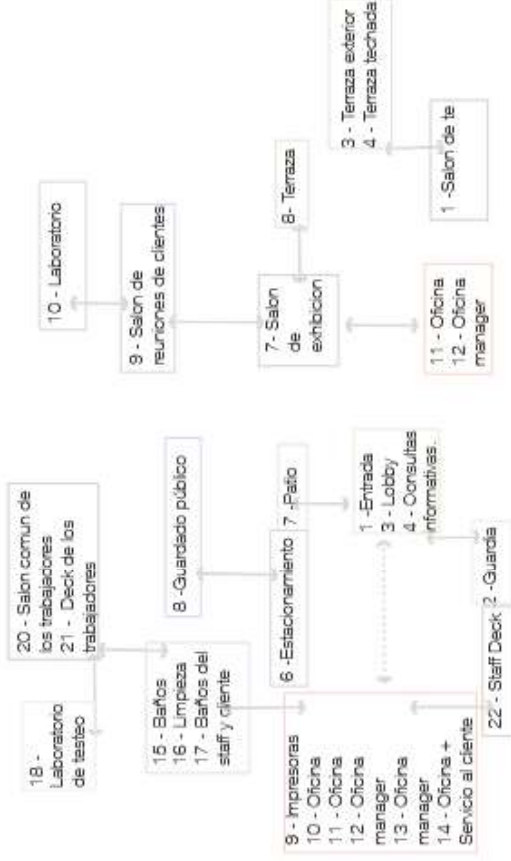 18 -
Laboratorio
de testeo
20 - Salon comun de
los trabajadores
21 - Deck de los
trabajadores
15 - Baños
16 - Limpieza
17 - Baños del
staff y cliente
8 -Guardado público
6 -Estacionamiento
7 -Patio
9 - Impresoras
10 - Oficina
11 - Oficina
12 - Oficina
manager
13 - Oficina
manager
14 - Oficina +
Servicio al cliente
1 -Entrada
3 - Lobby
4 - Consultas
nformativas.
22 - Staff Deck
2 -Guardia
10 - Laboratorio
9 - Salon de
reuniones de clientes
7- Salon
de
exhibicion
8- Terraza
11 - Oficina
12 - Oficina
manager
3 - Terraza exterior
4 - Terraza techada
1 -Salon de te